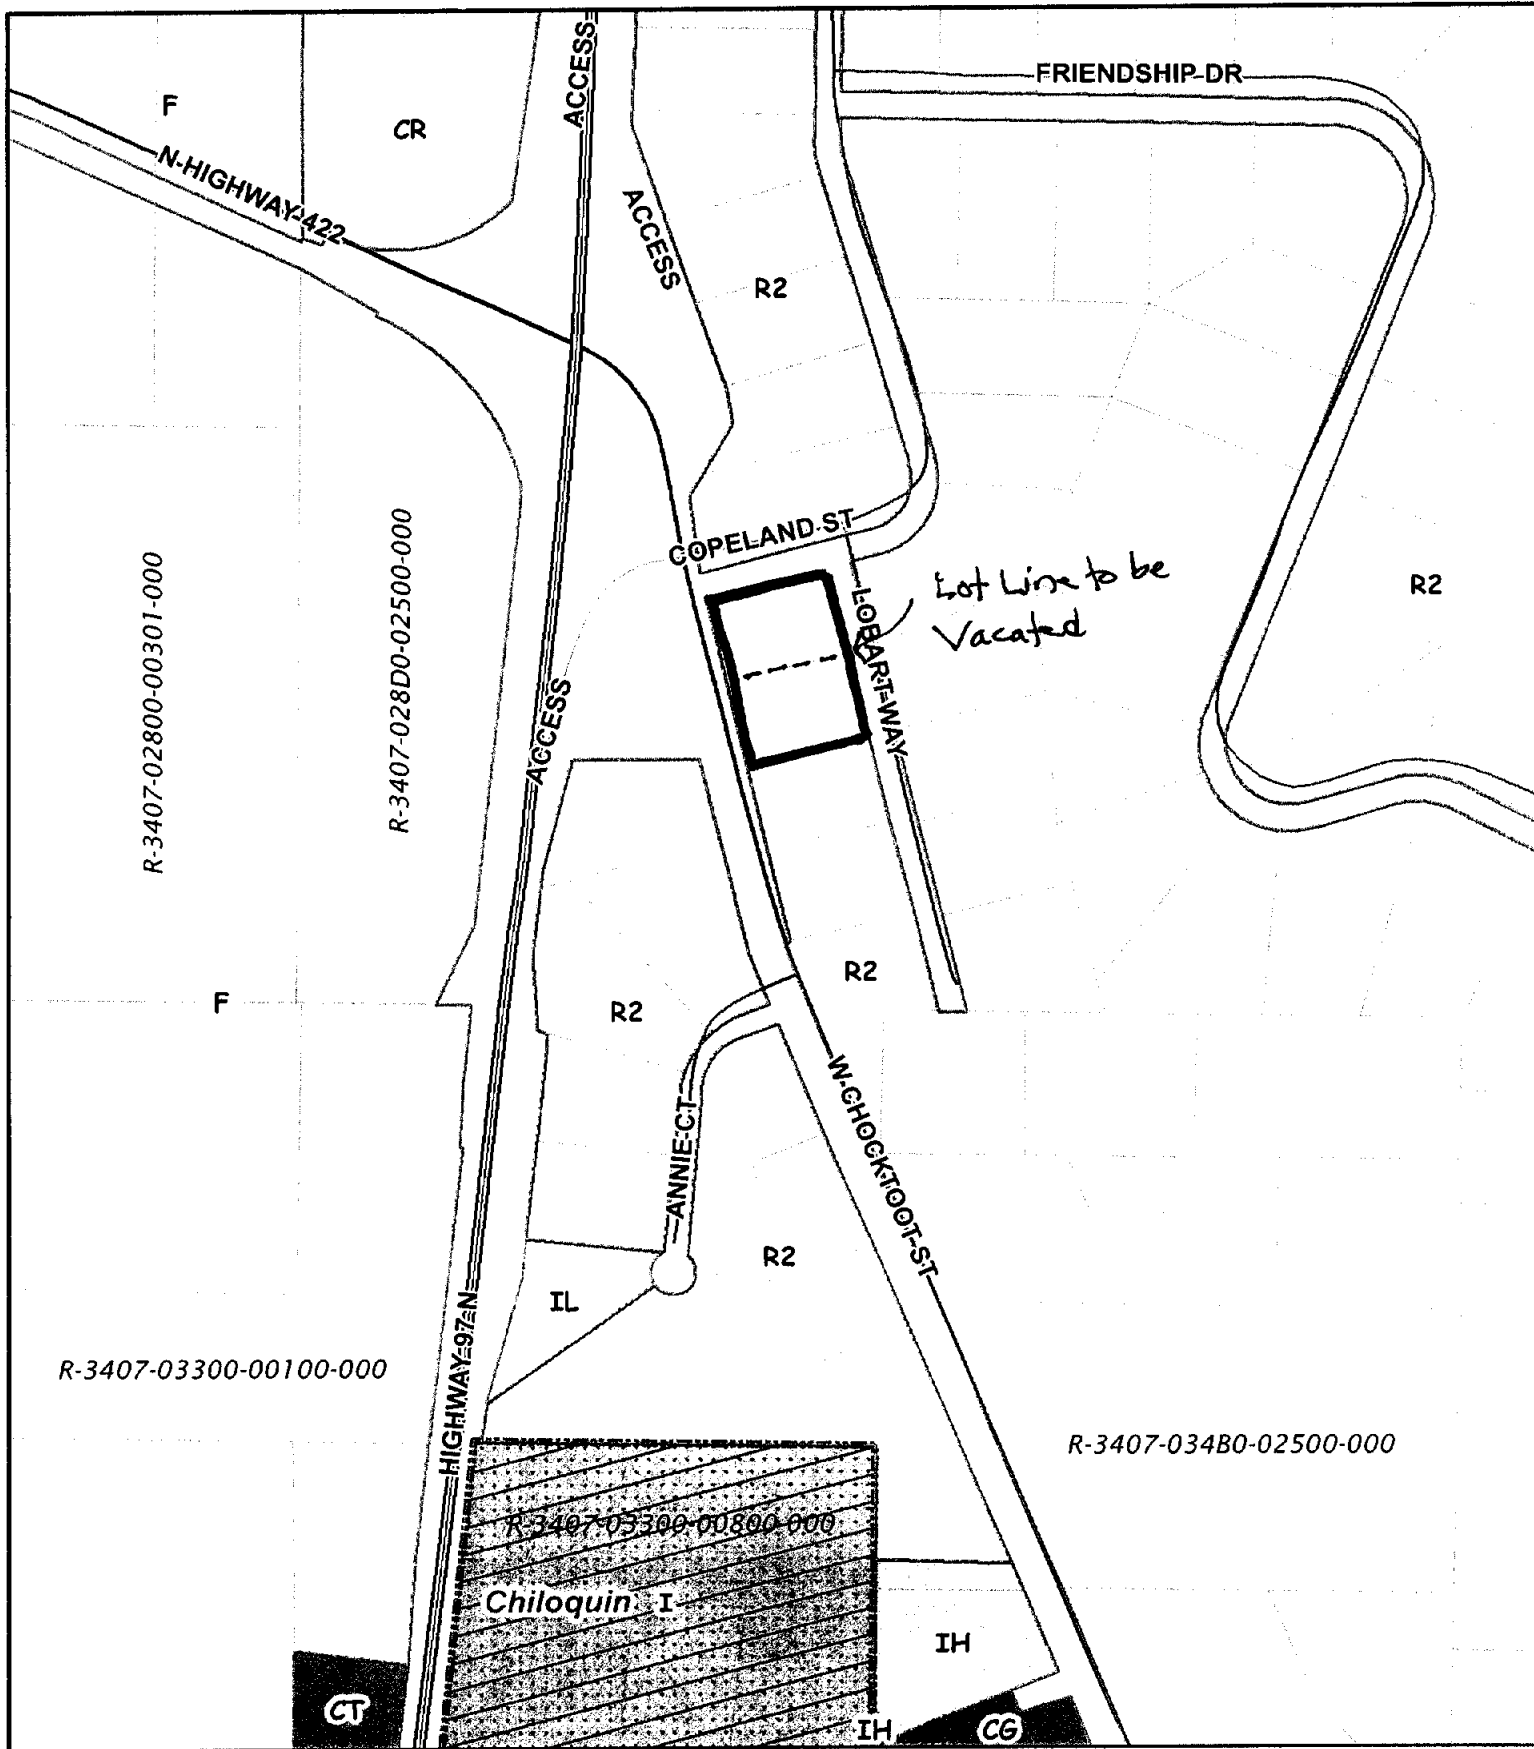 FRIENDSHIP DR
ACCESS
F
CR
N HIGHWAY 422
ACCESS
R2
COPELAND ST
R-3407-02800-00301-000
R-3407-028D0-02500-000
LOBART WAY
Lot Line to be
Vacated
R2
ACCESS
R2
F
R2
W CHOCKTOOT ST
ANNIE CT
R2
IL
HIGHWAY 97 N
R-3407-03300-00100-000
R-3407-034B0-02500-000
R-3407-03300-00800-000
Chiloquin I
IH
CT
IH
CG